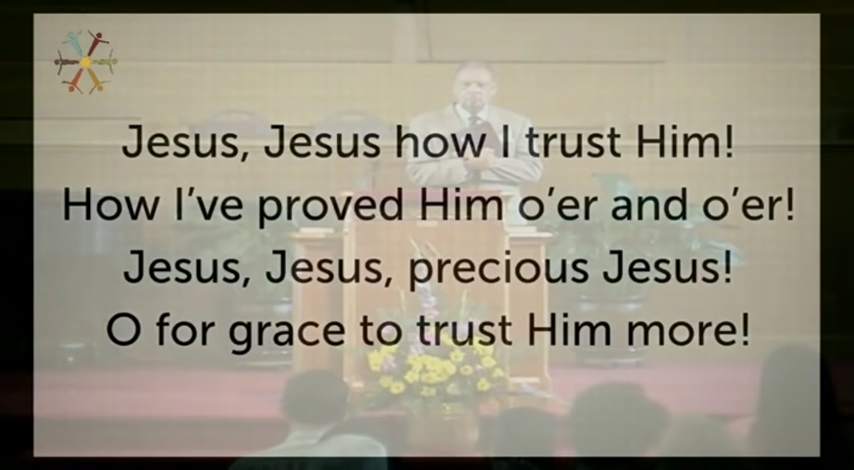 Jesus, Jesus how I trust Him!
How I’ve proved Him o’er and o’er!
Jesus, Jesus, precious Jesus!
O for grace to trust Him more!